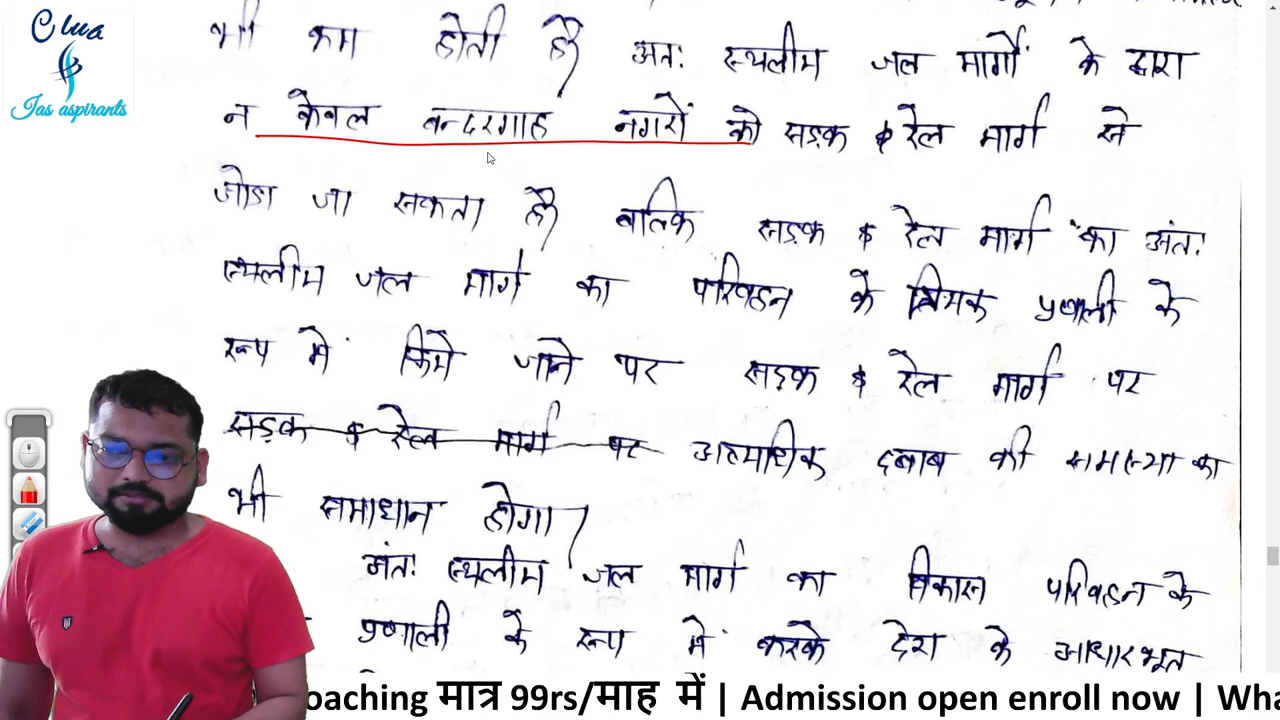 Clua
Ias aspirants
भी कम होती है अतः स्थलीय जल मार्गों के द्वारा
न केवल बन्दरगाह नगरों को सड़क & रेल मार्ग से
जोडा जा सकता है बल्कि सड़क & रेल मार्ग का अंतः
स्थलीय जल मार्ग का परिवहन के प्रणाली के
रूप में किये जाने पर सड़क & रेल मार्ग पर
सड़क & रेल मार्ग पर अत्यधिक दबाब की समस्या का
भी समाधान होगा
अंतः स्थलीय जल मार्ग का विकास परिवहन के
प्रणाली के रूप में करके देश के आधारभूत
oaching मात्र 99rs/माह में | Admission open enroll now | Wha